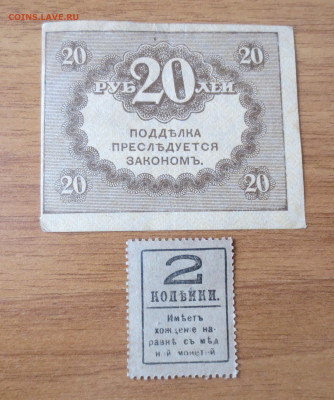 COINS.LAVE.RU
20 20
РУБ 20 ЛЕЙ
ПОДДѢЛКА
ПРЕСЛѢДУЕТСЯ
ЗАКОНОМЪ.
20 20
2
КОПѢЙКИ.
Имѣетъ
хожденіе на-
равнѣ съ мѣд
ной монетой